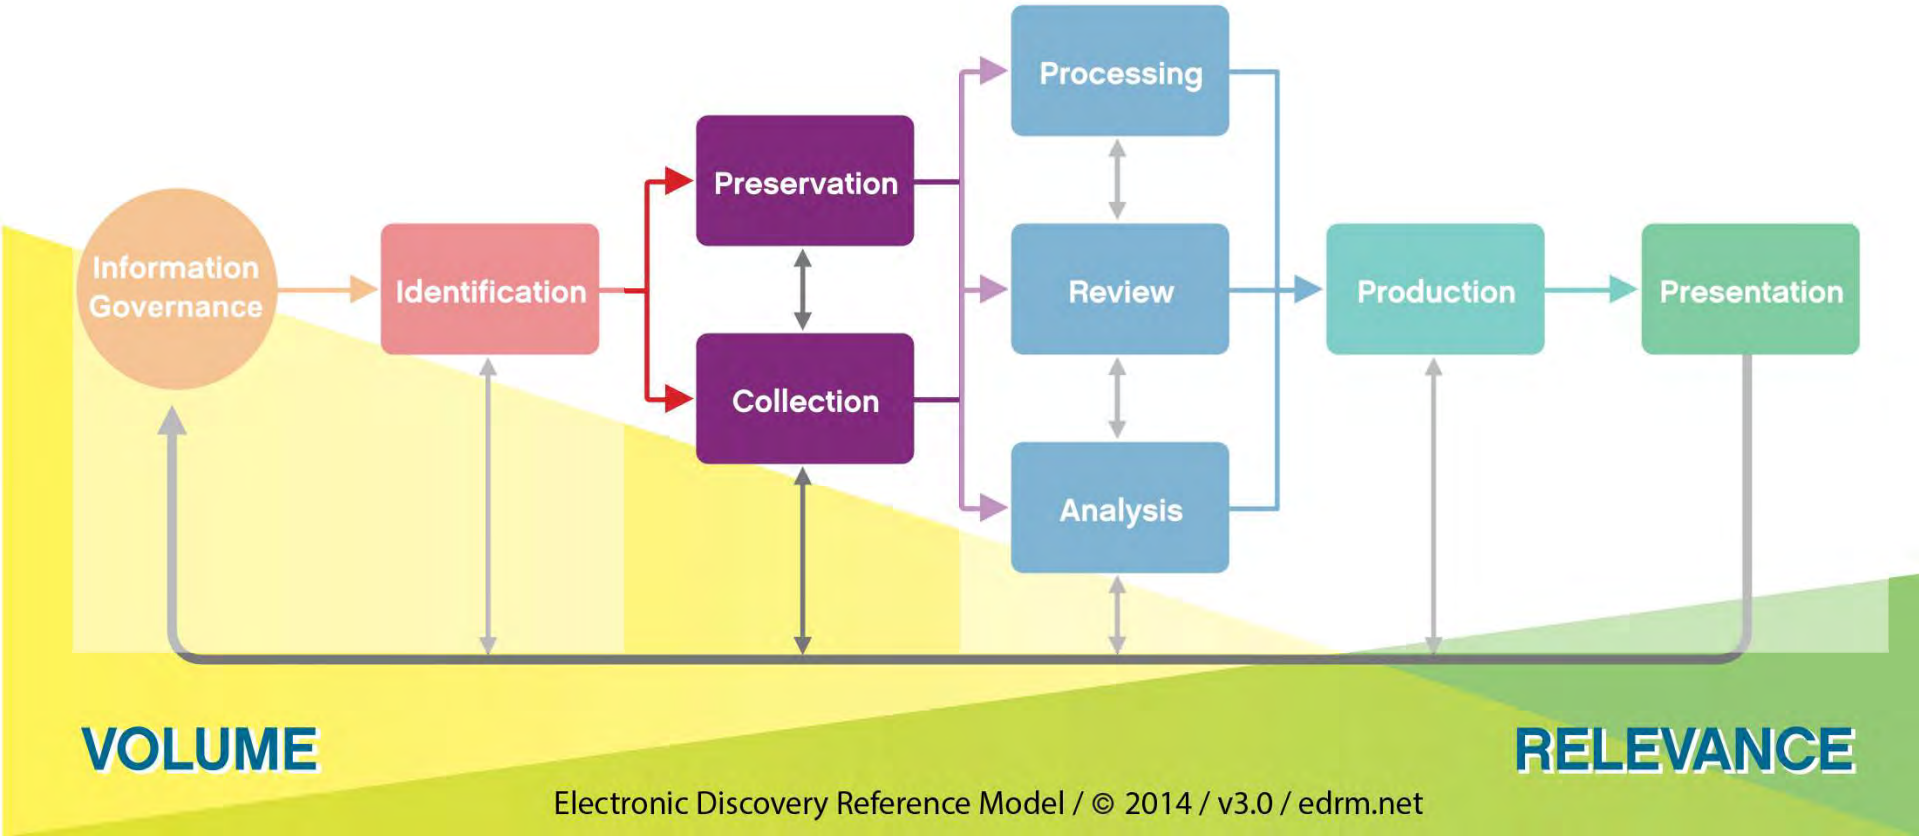 Information
Governance
Identification
Preservation
Collection
Processing
Review
Analysis
Production
Presentation
VOLUME
RELEVANCE
Electronic Discovery Reference Model / © 2014 / v3.0 / edrm.net